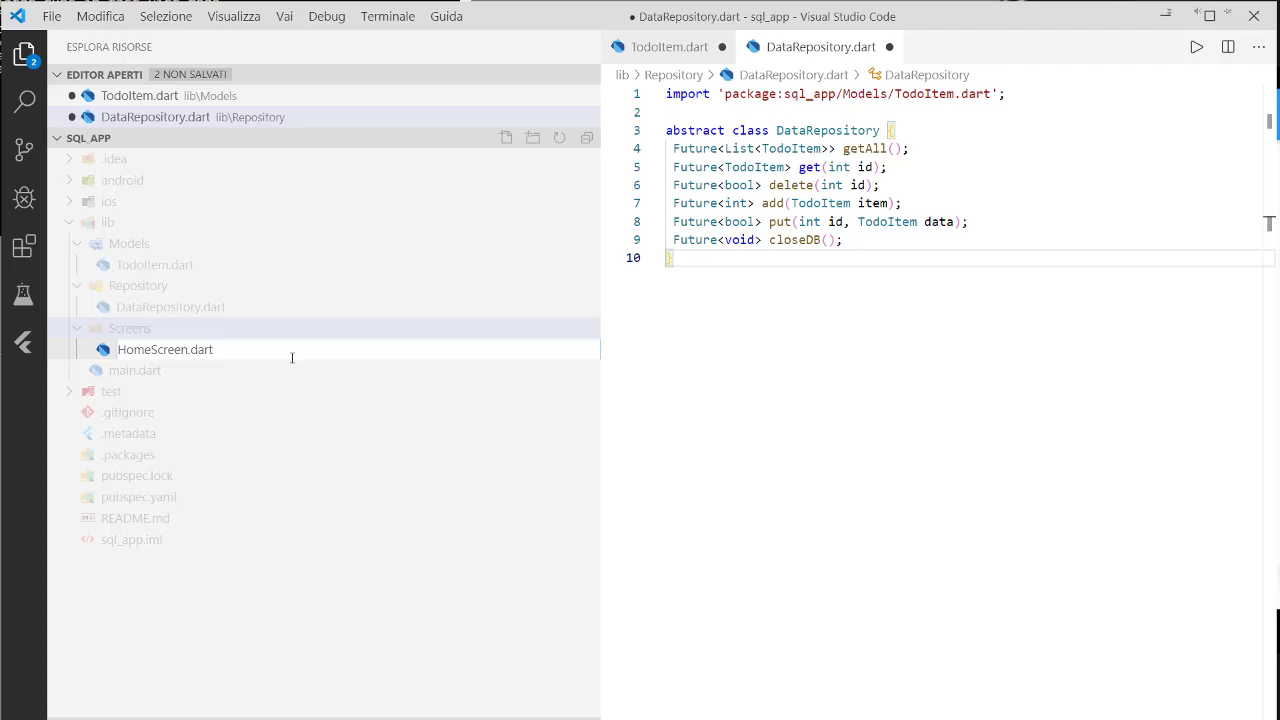 File Modifica Selezione Visualizza Vai Debug Terminale Guida
● DataRepository.dart - sql_app - Visual Studio Code
ESPLORA RISORSE
EDITOR APERTI 2 NON SALVATI
● TodoItem.dart lib\Models
● DataRepository.dart lib\Repository
SQL_APP
.idea
android
ios
lib
Models
TodoItem.dart
Repository
DataRepository.dart
Screens
HomeScreen.dart
main.dart
test
.gitignore
.metadata
.packages
pubspec.lock
pubspec.yaml
README.md
sql_app.iml
2
TodoItem.dart ● DataRepository.dart ●
lib > Repository > DataRepository.dart > DataRepository
1 import 'package:sql_app/Models/TodoItem.dart';
2
3 abstract class DataRepository {
4 Future<List<TodoItem>> getAll();
5 Future<TodoItem> get(int id);
6 Future<bool> delete(int id);
7 Future<int> add(TodoItem item);
8 Future<bool> put(int id, TodoItem data);
9 Future<void> closeDB();
10 }